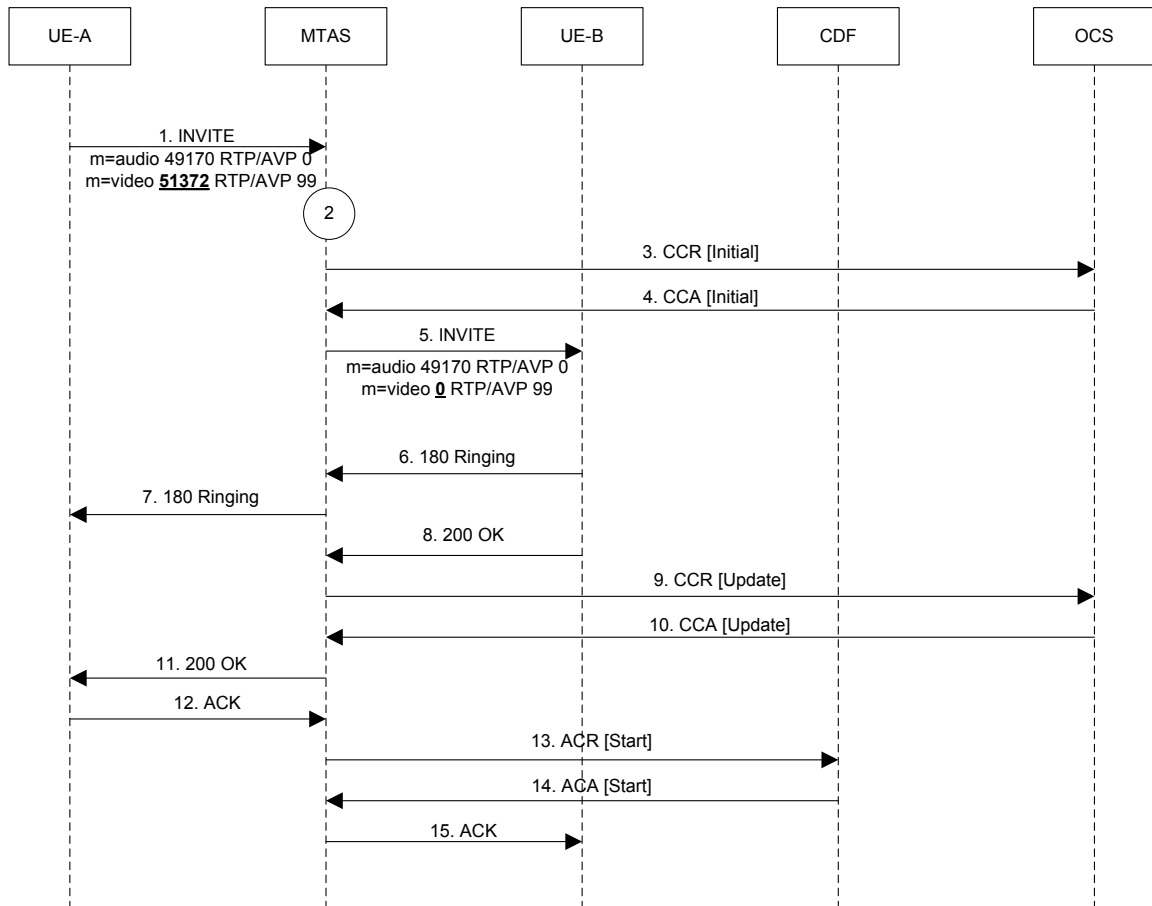 UE-A
MTAS
UE-B
CDF
OCS
1. INVITE
m=audio 49170 RTP/AVP 0
m=video 51372 RTP/AVP 99
2
3. CCR [Initial]
4. CCA [Initial]
5. INVITE
m=audio 49170 RTP/AVP 0
m=video 0 RTP/AVP 99
6. 180 Ringing
7. 180 Ringing
8. 200 OK
9. CCR [Update]
10. CCA [Update]
11. 200 OK
12. ACK
13. ACR [Start]
14. ACA [Start]
15. ACK